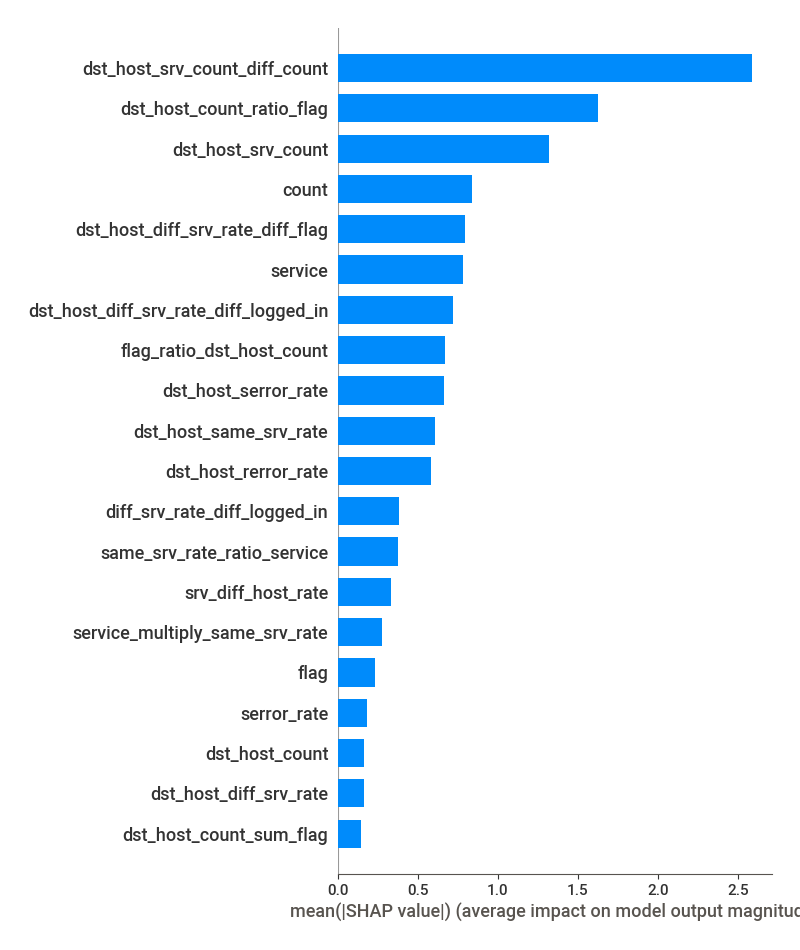 dst_host_srv_count_diff_count
dst_host_count_ratio_flag
dst_host_srv_count
count
dst_host_diff_srv_rate_diff_flag
service
dst_host_diff_srv_rate_diff_logged_in
flag_ratio_dst_host_count
dst_host_serror_rate
dst_host_same_srv_rate
dst_host_rerror_rate
diff_srv_rate_diff_logged_in
same_srv_rate_ratio_service
srv_diff_host_rate
service_multiply_same_srv_rate
flag
serror_rate
dst_host_count
dst_host_diff_srv_rate
dst_host_count_sum_flag
0.0 0.5 1.0 1.5 2.0 2.5
mean(|SHAP value|) (average impact on model output magnitud